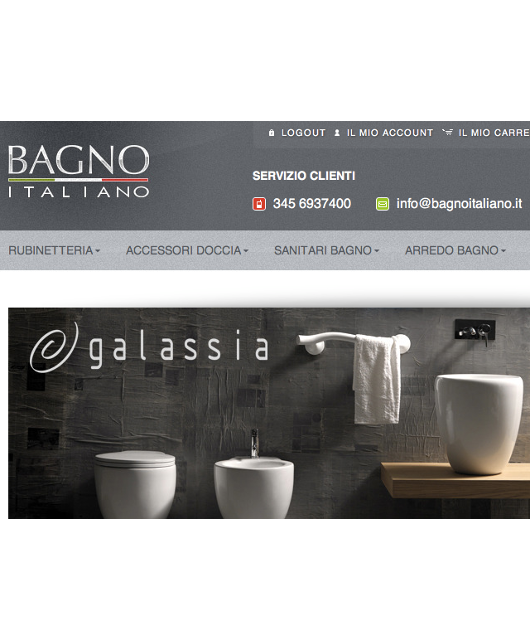 LOGOUT IL MIO ACCOUNT IL MIO CARRE
BAGNO
ITALIANO
SERVIZIO CLIENTI
345 6937400 info@bagnoitaliano.it
RUBINETTERIA ACCESSORI DOCCIA SANITARI BAGNO ARREDO BAGNO
galassia